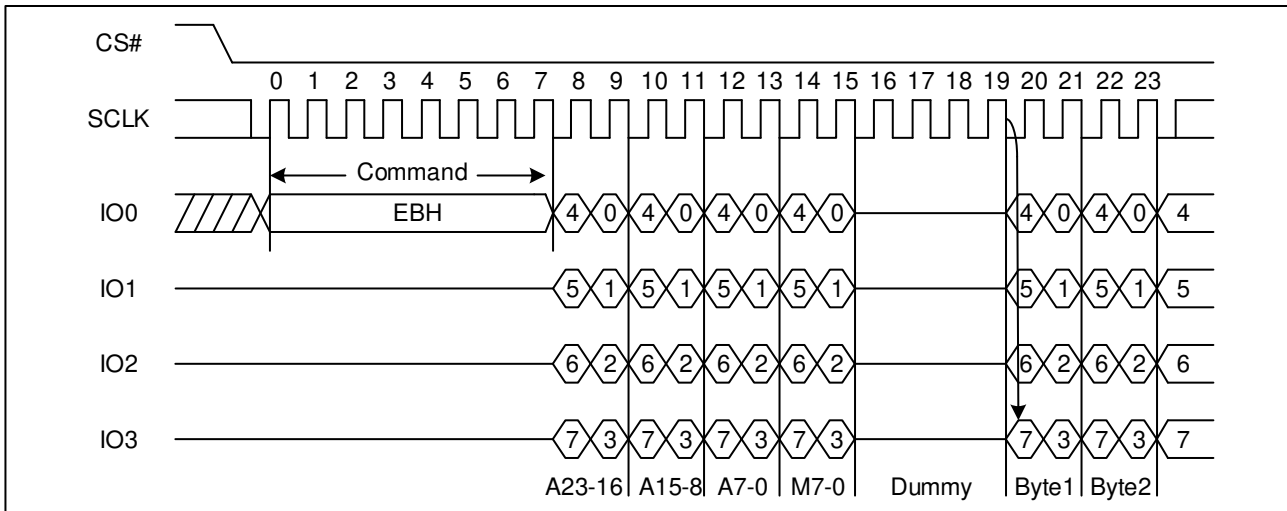 CS#
0 1 2 3 4 5 6 7 8 9 10 11 12 13 14 15 16 17 18 19 20 21 22 23
SCLK
Command
IO0 EBH 4 0 4 0 4 0 4 0 4 0 4 0 4
IO1 5 1 5 1 5 1 5 1 5 1 5 1 5
IO2 6 2 6 2 6 2 6 2 6 2 6 2 6
IO3 7 3 7 3 7 3 7 3 7 3 7 3 7
A23-16 A15-8 A7-0 M7-0 Dummy Byte1 Byte2